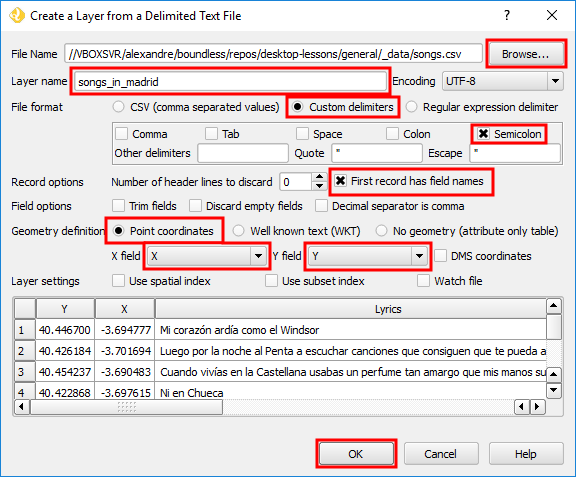 Create a Layer from a Delimited Text File
File Name //VBOXSVR/alexandre/boundless/repos/desktop-lessons/general/_data/songs.csv Browse...
Layer name songs_in_madrid Encoding UTF-8
File format CSV (comma separated values) Custom delimiters Regular expression delimiter
Comma Tab Space Colon Semicolon
Other delimiters Quote " Escape "
Record options Number of header lines to discard 0 First record has field names
Field options Trim fields Discard empty fields Decimal separator is comma
Geometry definition Point coordinates Well known text (WKT) No geometry (attribute only table)
X field X Y field Y DMS coordinates
Layer settings Use spatial index Use subset index Watch file
Y X Lyrics
1 40.446700 -3.694777 Mi corazón ardía como el Windsor
2 40.426184 -3.701694 Luego por la noche al Penta a escuchar canciones que consiguen que te pueda a
3 40.454237 -3.690483 Cuando vivías en la Castellana usabas un perfume tan amargo que mis manos su
4 40.422868 -3.697615 Ni en Chueca
OK Cancel Help